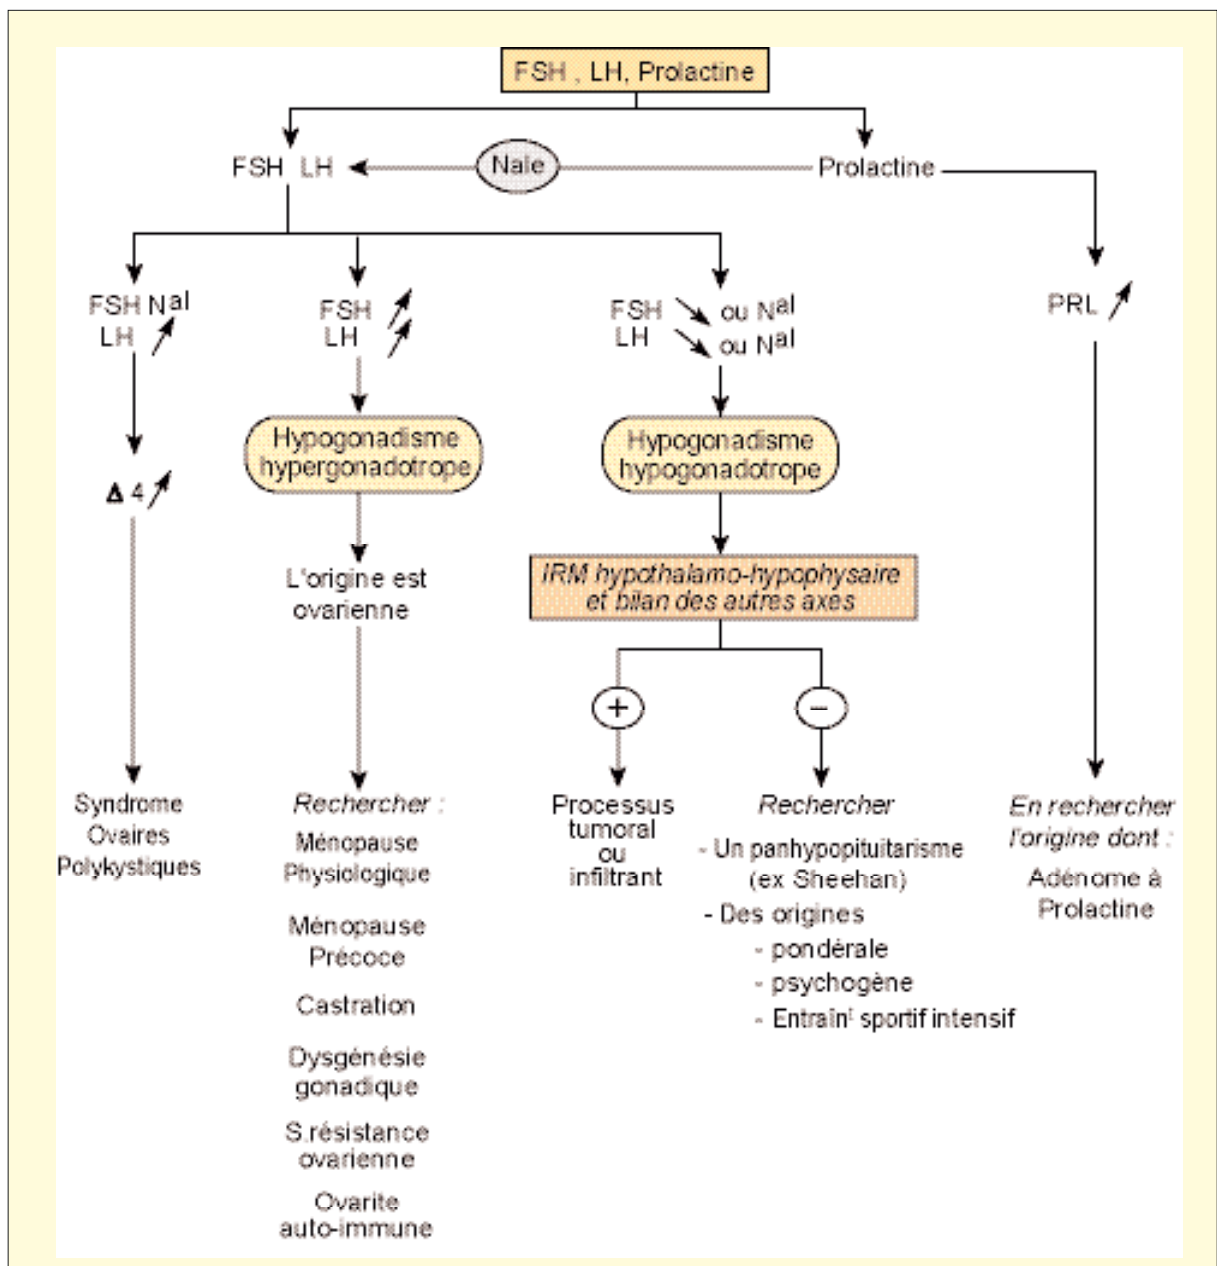 FSH , LH, Prolactine
FSH LH
Nale
Prolactine
FSH Nal
LH
FSH
LH
FSH ou Nal
LH ou Nal
PRL
Δ 4
Hypogonadisme
hypergonadotrope
Hypogonadisme
hypogonadotrope
L'origine est
ovarienne
IRM hypothalamo-hypophysaire
et bilan des autres axes
+
−
Syndrome
Ovaires
Polykystiques
Rechercher :
Ménopause
Physiologique
Ménopause
Précoce
Castration
Dysgénésie
gonadique
S.résistance
ovarienne
Ovarite
auto-immune
Processus
tumoral
ou
infiltrant
Rechercher
- Un panhypopituitarisme
(ex Sheehan)
- Des origines
- pondérale
- psychogène
- Entraînt sportif intensif
En rechercher
l'origine dont :
Adénome à
Prolactine